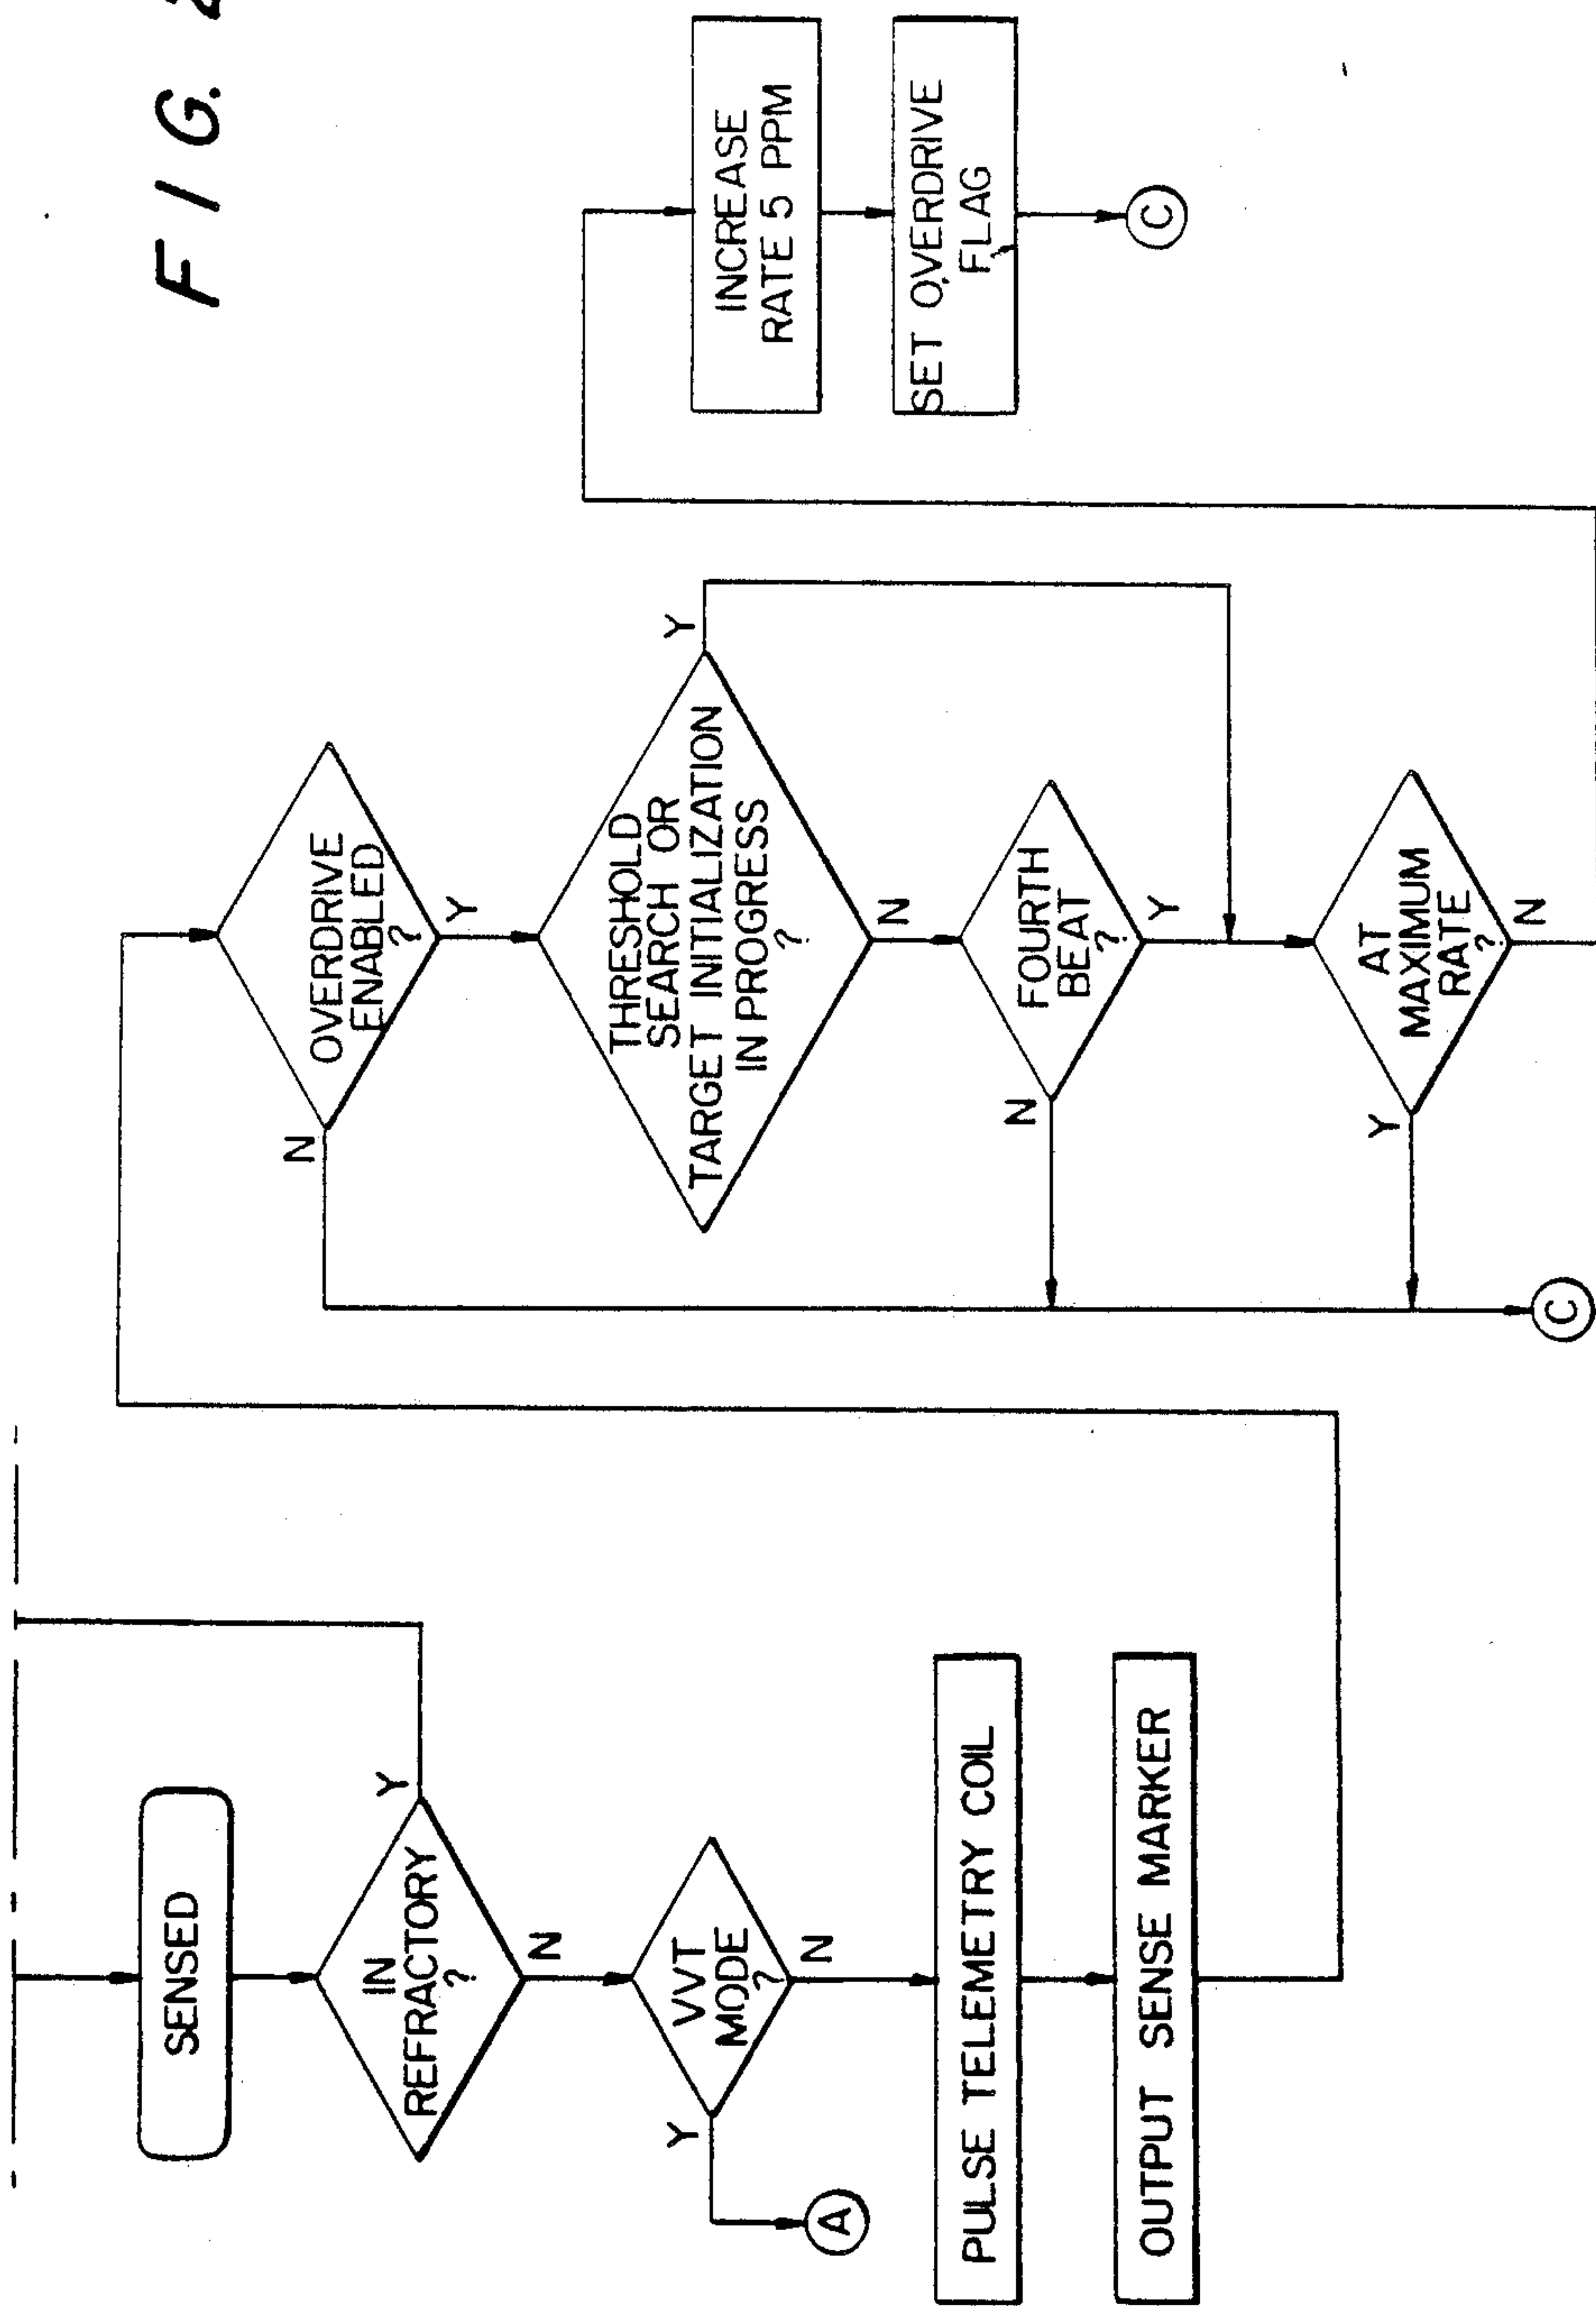 FIG.
SENSED
IN
REFRACTORY
?
Y
N
VVT
MODE
?
Y
N
A
PULSE TELEMETRY COIL
OUTPUT SENSE MARKER
OVERDRIVE
ENABLED
?
N
Y
THRESHOLD
SEARCH OR
TARGET INITIALIZATION
IN PROGRESS
?
Y
N
FOURTH
BEAT
?
N
Y
AT
MAXIMUM
RATE
?
Y
N
C
INCREASE
RATE 5 PPM
SET OVERDRIVE
FLAG
C